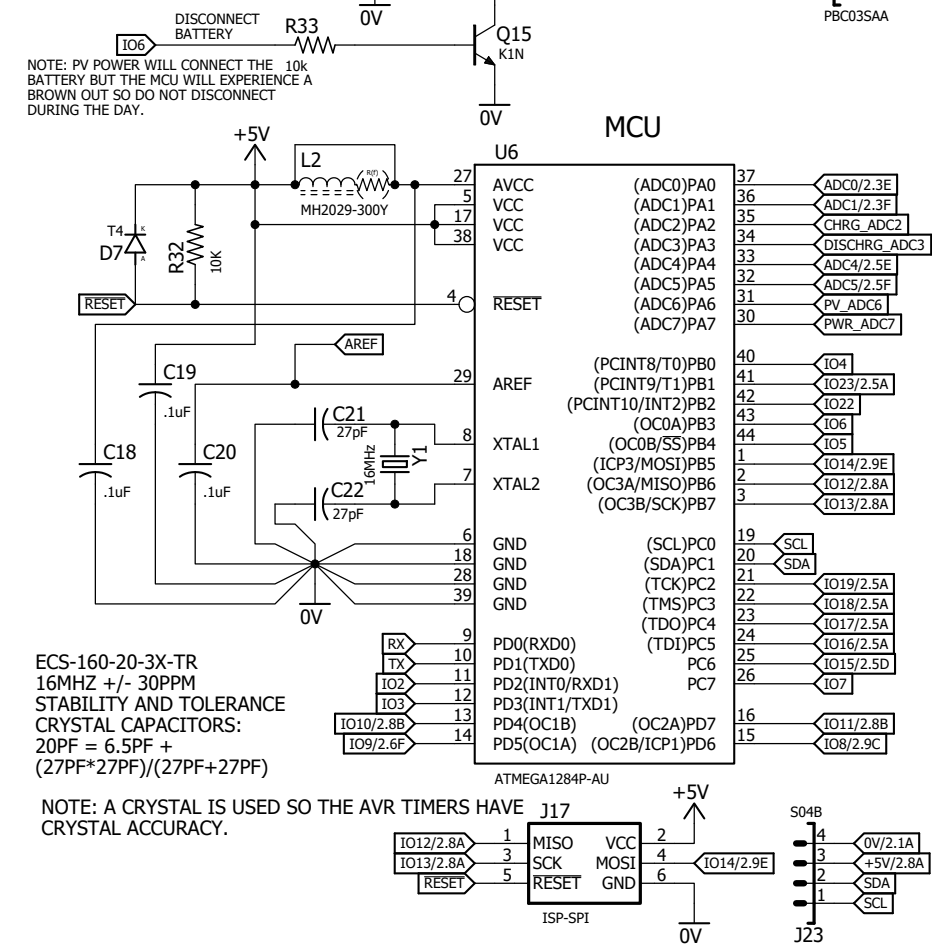 0V
PBC03SAA
DISCONNECT
BATTERY
R33
IO6
10k
Q15
K1N
0V
NOTE: PV POWER WILL CONNECT THE
BATTERY BUT THE MCU WILL EXPERIENCE A
BROWN OUT SO DO NOT DISCONNECT
DURING THE DAY.
MCU
+5V
U6
L2
R(f)
MH2029-300Y
T4
K
D7
A
R32
10K
RESET
27 AVCC
5 VCC
17 VCC
38 VCC
4 RESET
AREF
29 AREF
C19
.1uF
C18
.1uF
C20
.1uF
C21
27pF
16MHz
Y1
C22
27pF
8 XTAL1
7 XTAL2
6 GND
18 GND
28 GND
39 GND
0V
RX 9 PD0(RXD0)
TX 10 PD1(TXD0)
IO2 11 PD2(INT0/RXD1)
IO3 12 PD3(INT1/TXD1)
IO10/2.8B 13 PD4(OC1B)
IO9/2.6F 14 PD5(OC1A)
(ADC0)PA0 37 ADC0/2.3E
(ADC1)PA1 36 ADC1/2.3F
(ADC2)PA2 35 CHRG_ADC2
(ADC3)PA3 34 DISCHRG_ADC3
(ADC4)PA4 33 ADC4/2.5E
(ADC5)PA5 32 ADC5/2.5F
(ADC6)PA6 31 PV_ADC6
(ADC7)PA7 30 PWR_ADC7
(PCINT8/T0)PB0 40 IO4
(PCINT9/T1)PB1 41 IO23/2.5A
(PCINT10/INT2)PB2 42 IO22
(OC0A)PB3 43 IO6
(OC0B/SS)PB4 44 IO5
(ICP3/MOSI)PB5 1 IO14/2.9E
(OC3A/MISO)PB6 2 IO12/2.8A
(OC3B/SCK)PB7 3 IO13/2.8A
(SCL)PC0 19 SCL
(SDA)PC1 20 SDA
(TCK)PC2 21 IO19/2.5A
(TMS)PC3 22 IO18/2.5A
(TDO)PC4 23 IO17/2.5A
(TDI)PC5 24 IO16/2.5A
PC6 25 IO15/2.5D
PC7 26 IO7
(OC2A)PD7 16 IO11/2.8B
(OC2B/ICP1)PD6 15 IO8/2.9C
ATMEGA1284P-AU
ECS-160-20-3X-TR
16MHZ +/- 30PPM
STABILITY AND TOLERANCE
CRYSTAL CAPACITORS:
20PF = 6.5PF +
(27PF*27PF)/(27PF+27PF)
NOTE: A CRYSTAL IS USED SO THE AVR TIMERS HAVE
CRYSTAL ACCURACY.
J17
+5V
IO12/2.8A 1 MISO VCC 2
IO13/2.8A 3 SCK MOSI 4 IO14/2.9E
RESET 5 RESET GND 6
ISP-SPI
0V
S04B
4 0V/2.1A
3 +5V/2.8A
2 SDA
1 SCL
J23